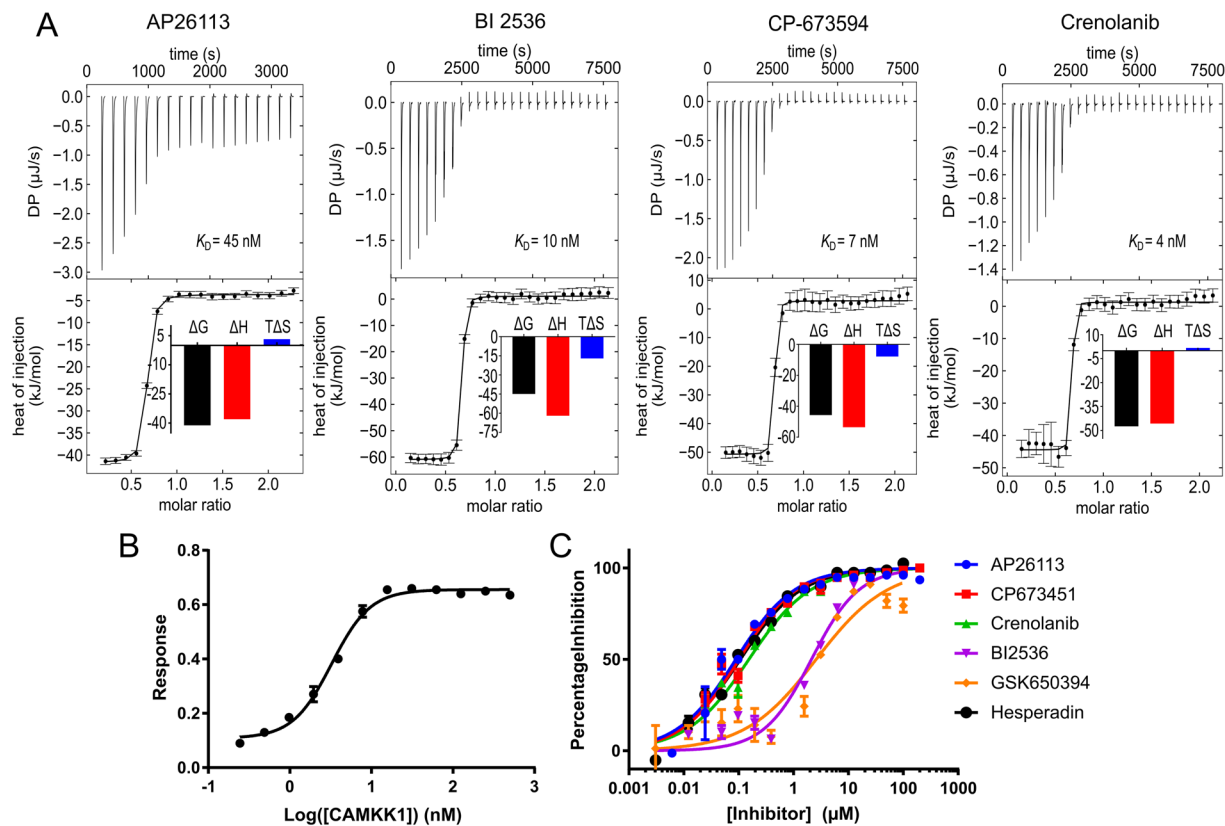 A
AP26113
BI 2536
CP-673594
Crenolanib
time (s)
time (s)
time (s)
time (s)
0 1000 2000 3000
0 2500 5000 7500
0 2500 5000 7500
0 2500 5000 7500
DP (µJ/s)
0.0
−0.5
−1.0
−1.5
−2.0
−2.5
−3.0
K_D = 45 nM
DP (µJ/s)
0.0
−0.5
−1.0
−1.5
K_D = 10 nM
DP (µJ/s)
0.0
−0.5
−1.0
−1.5
−2.0
K_D = 7 nM
DP (µJ/s)
0.0
−0.2
−0.4
−0.6
−0.8
−1.0
−1.2
−1.4
K_D = 4 nM
heat of injection
(kJ/mol)
−5
−10
−15
−20
−25
−30
−35
−40
ΔG ΔH TΔS
5
-10
-25
-40
0.5 1.0 1.5 2.0
molar ratio
heat of injection
(kJ/mol)
10
0
−10
−20
−30
−40
−50
−60
ΔG ΔH TΔS
0
-15
-30
-45
-60
-75
0.0 0.5 1.0 1.5 2.0
molar ratio
heat of injection
(kJ/mol)
10
0
−10
−20
−30
−40
−50
ΔG ΔH TΔS
0
-20
-40
-60
0.0 0.5 1.0 1.5 2.0
molar ratio
heat of injection
(kJ/mol)
0
−10
−20
−30
−40
−50
ΔG ΔH TΔS
5
-5
-15
-25
-35
-50
0.0 0.5 1.0 1.5 2.0
molar ratio
B
Response
0.8
0.6
0.4
0.2
0.0
-1 0 1 2 3
Log([CAMKK1]) (nM)
C
PercentageInhibition
100
50
0
0.001 0.01 0.1 1 10 100 1000
[Inhibitor] (µM)
AP26113
CP673451
Crenolanib
BI2536
GSK650394
Hesperadin